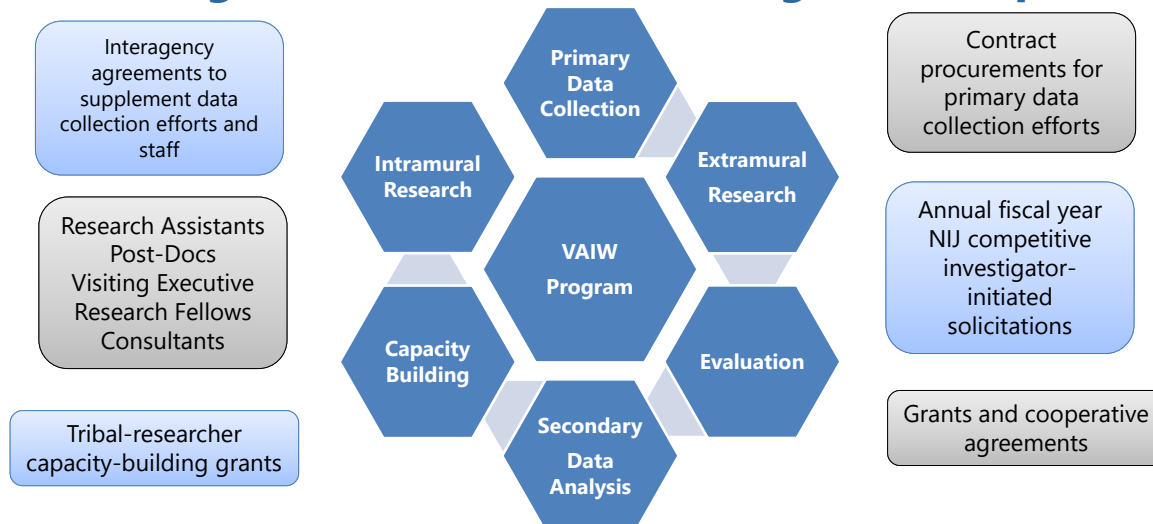 Interagency
agreements to
supplement data
collection efforts and
staff
Research Assistants
Post-Docs
Visiting Executive
Research Fellows
Consultants
Tribal-researcher
capacity-building grants
Primary
Data
Collection
Intramural
Research
Extramural
Research
VAIW
Program
Capacity
Building
Evaluation
Secondary
Data
Analysis
Contract
procurements for
primary data
collection efforts
Annual fiscal year
NIJ competitive
investigator-
initiated
solicitations
Grants and cooperative
agreements